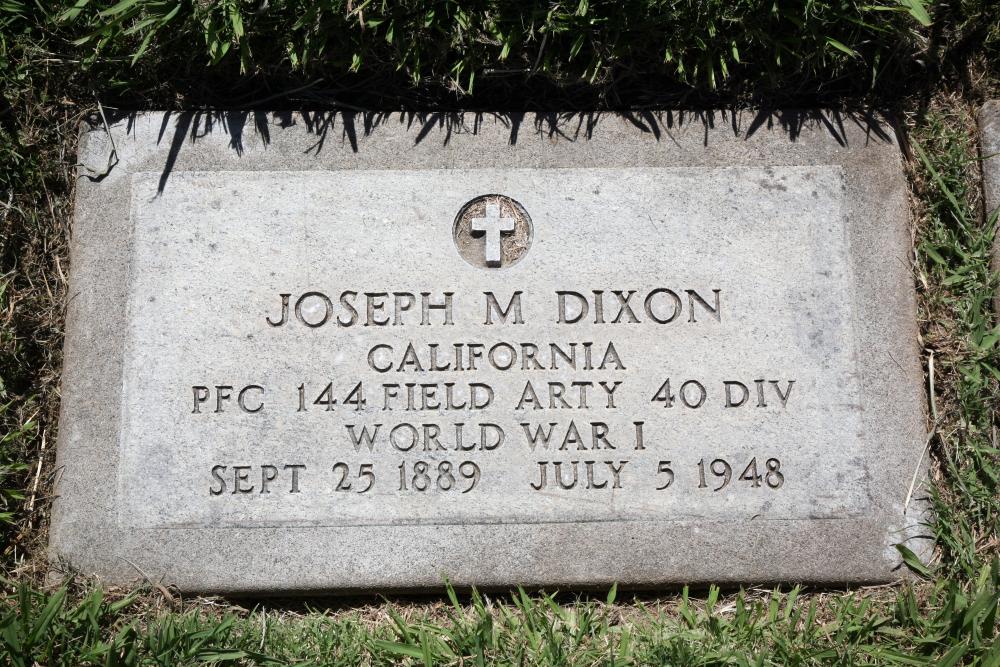 JOSEPH M DIXON
CALIFORNIA
PFC 144 FIELD ARTY 40 DIV
WORLD WAR I
SEPT 25 1889 JULY 5 1948